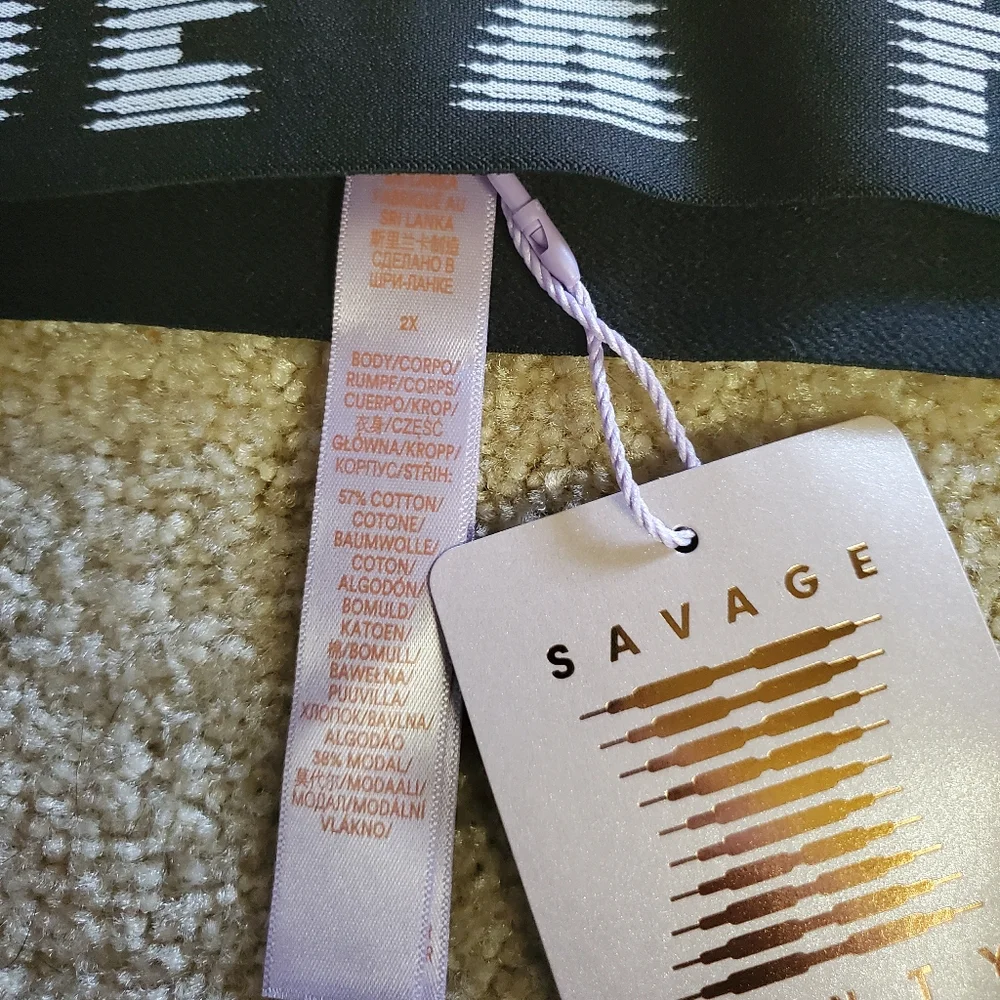 FABRIQUÉ AU
SRI LANKA
斯里兰卡制造
СДЕЛАНО В
ШРИ-ЛАНКЕ
2X
BODY/CORPO/
RUMPF/CORPS/
CUERPO/KROP/
衣身/CZEŚĆ
GŁÓWNA/KROPP/
КОРПУС/STŘIH:
57% COTTON/
COTONE/
BAUMWOLLE/
COTON/
ALGODÓN/
BOMULD/
KATOEN/
棉/BOMULL/
BAWEŁNA/
PUUVILLA/
ХЛОПОК/BAVLNA/
ALGODÃO
38% MODAL/
莫代尔/MODAALI/
МОДАЛ/MODÁLNÍ
VLÁKNO/
SAVAGE